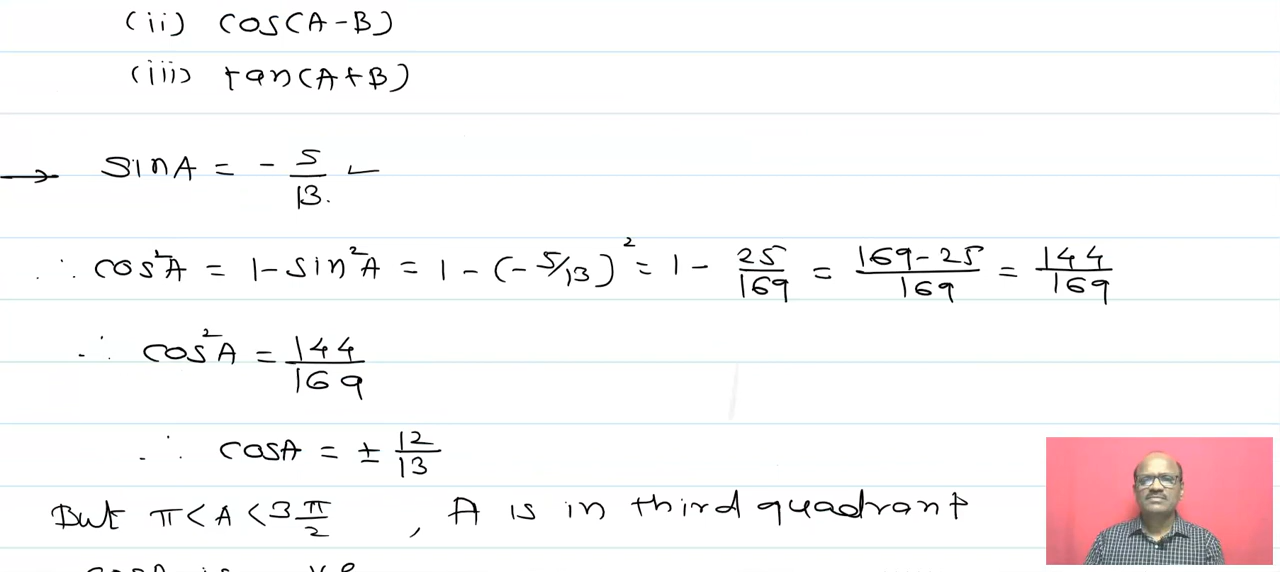 (ii) cos(A-B)
(iii) tan(A+B)
→ sinA = - 5/13.
∴ cos²A = 1 - sin²A = 1 - (-5/13)² = 1 - 25/169 = 169-25/169 = 144/169
∴ cos²A = 144/169
∴ cosA = ± 12/13
But π < A < 3π/2 , A is in third quadrant